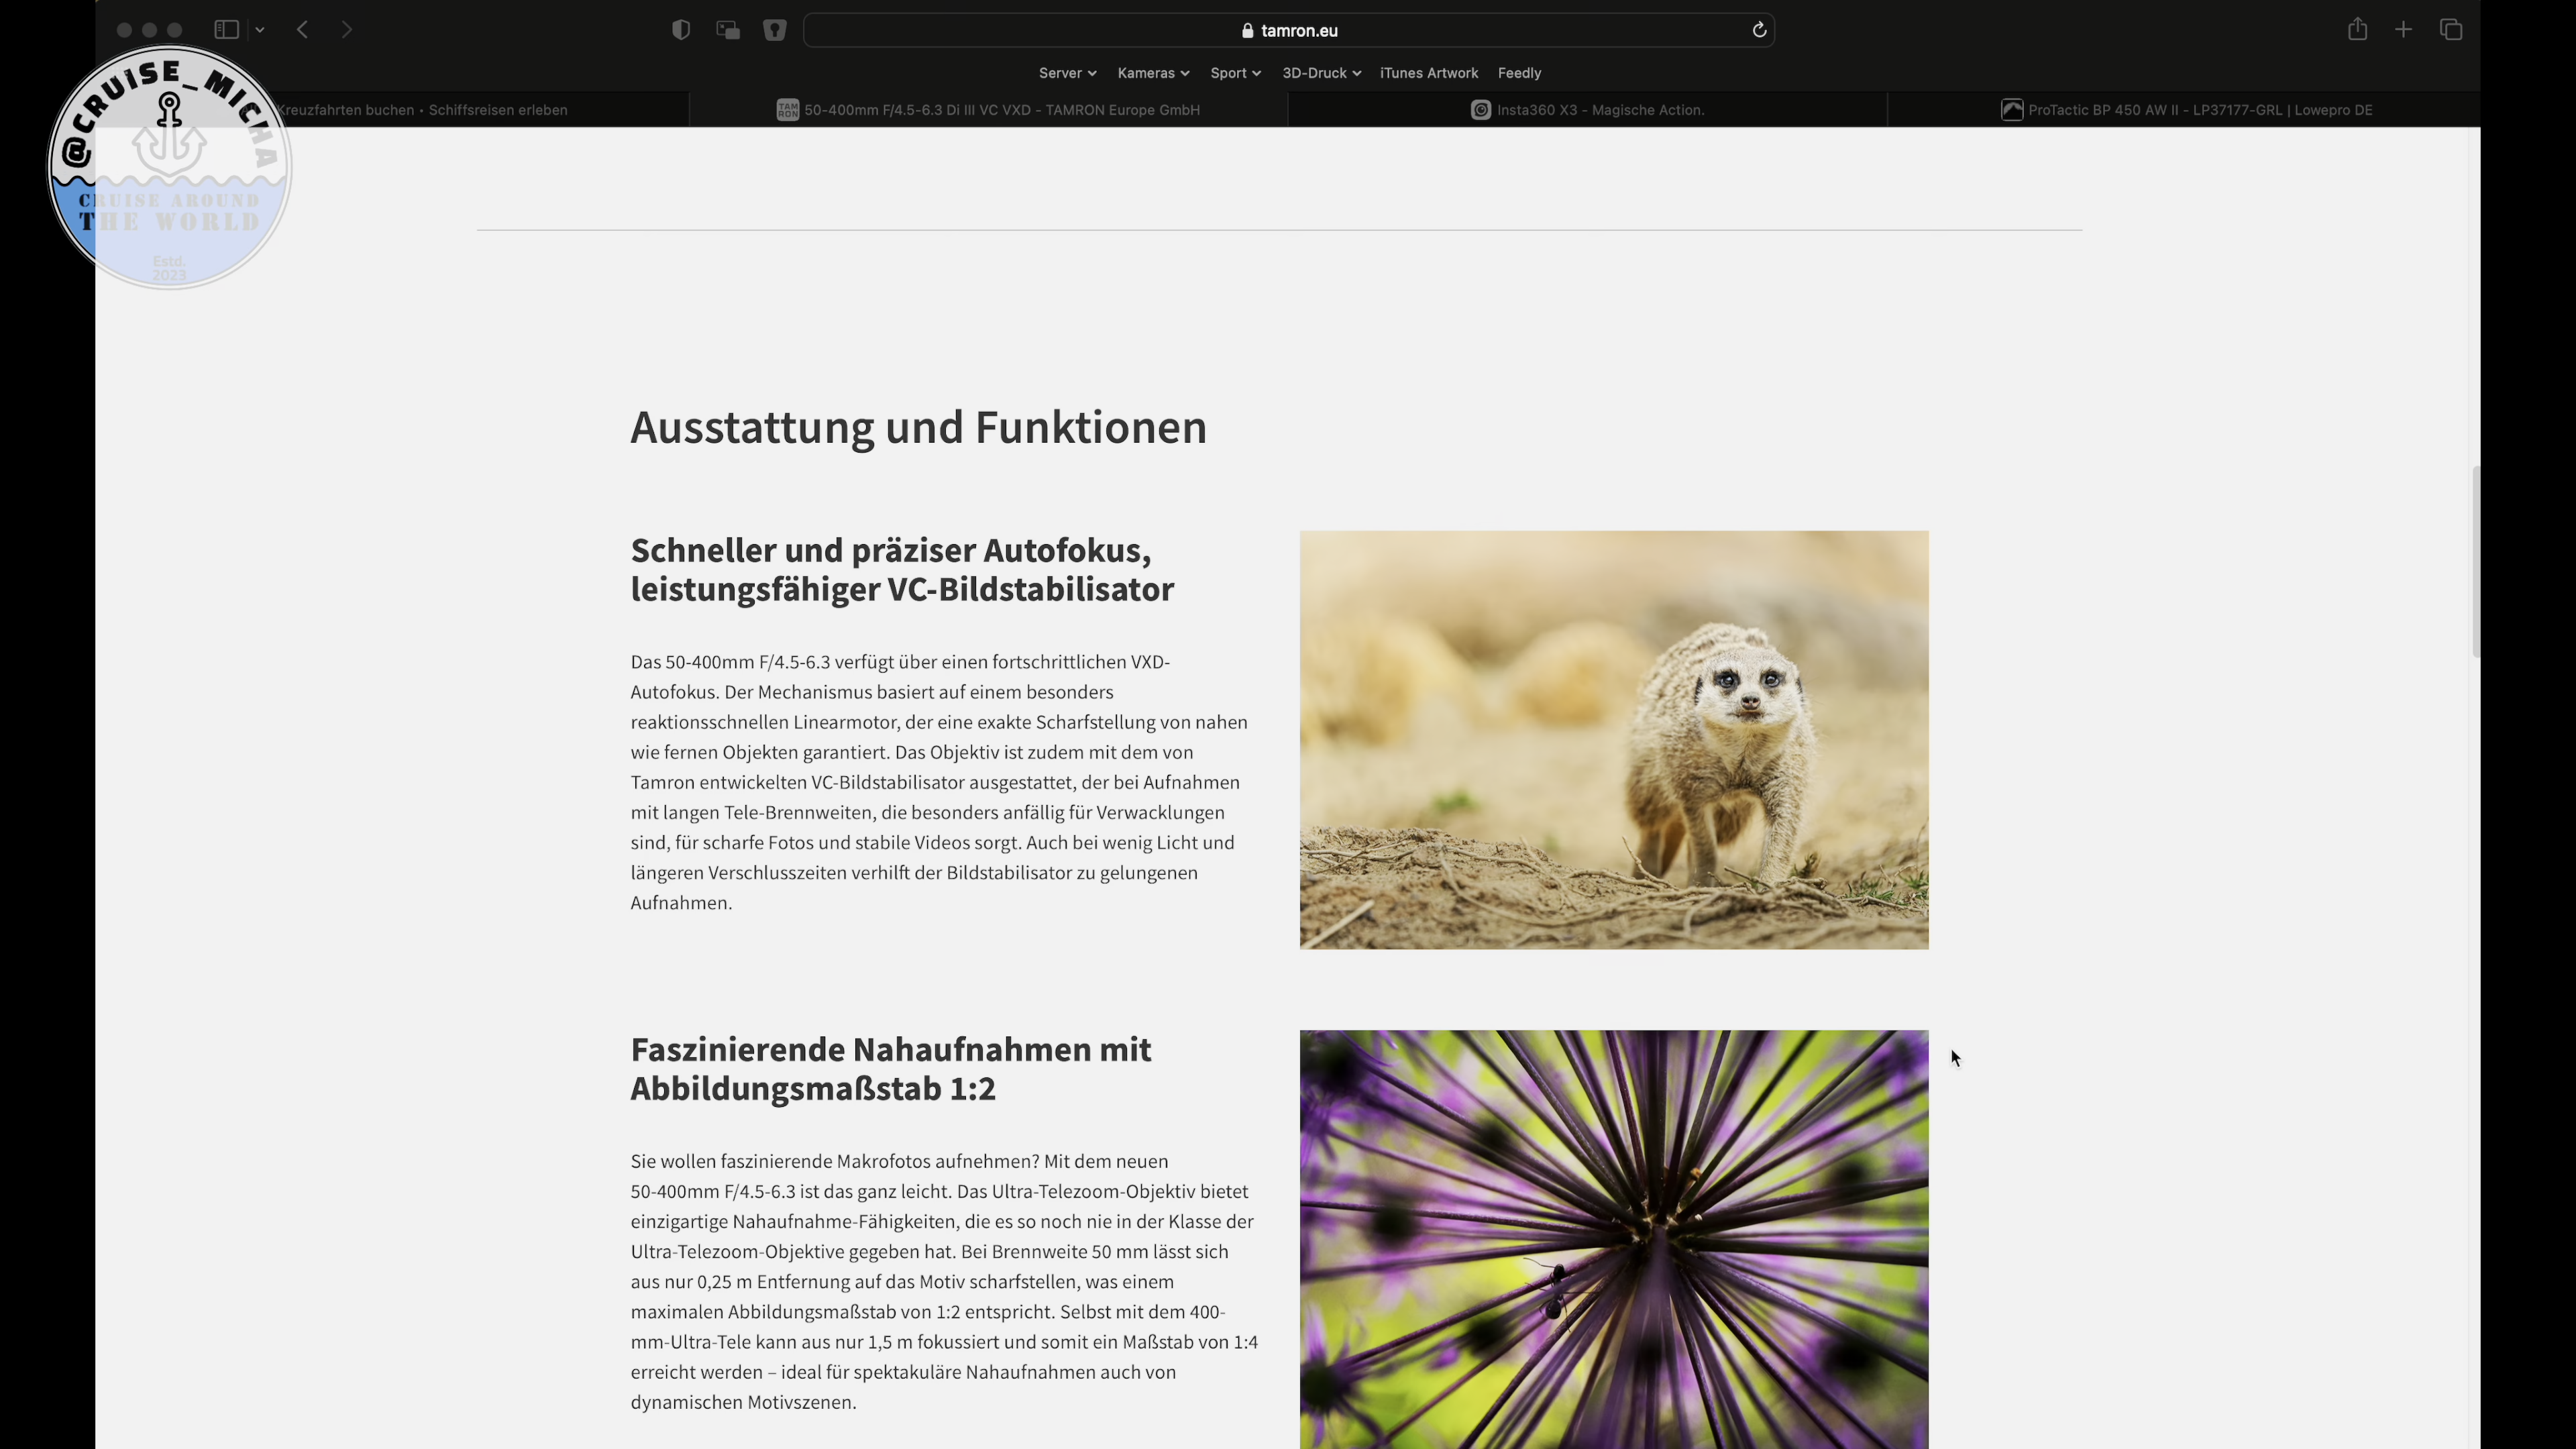 tamron.eu
Server
Kameras
Sport
3D-Druck
iTunes Artwork
Feedly
Kreuzfahrten buchen • Schiffsreisen erleben
TAMRON
50-400mm F/4.5-6.3 Di III VC VXD - TAMRON Europe GmbH
Insta360 X3 - Magische Action.
ProTactic BP 450 AW II - LP37177-GRL | Lowepro DE
@CRUISE_MICHA
CRUISE AROUND
THE WORLD
Estd.
2023
Ausstattung und Funktionen
Schneller und präziser Autofokus,
leistungsfähiger VC-Bildstabilisator
Das 50-400mm F/4.5-6.3 verfügt über einen fortschrittlichen VXD-
Autofokus. Der Mechanismus basiert auf einem besonders
reaktionsschnellen Linearmotor, der eine exakte Scharfstellung von nahen
wie fernen Objekten garantiert. Das Objektiv ist zudem mit dem von
Tamron entwickelten VC-Bildstabilisator ausgestattet, der bei Aufnahmen
mit langen Tele-Brennweiten, die besonders anfällig für Verwacklungen
sind, für scharfe Fotos und stabile Videos sorgt. Auch bei wenig Licht und
längeren Verschlusszeiten verhilft der Bildstabilisator zu gelungenen
Aufnahmen.
Faszinierende Nahaufnahmen mit
Abbildungsmaßstab 1:2
Sie wollen faszinierende Makrofotos aufnehmen? Mit dem neuen
50-400mm F/4.5-6.3 ist das ganz leicht. Das Ultra-Telezoom-Objektiv bietet
einzigartige Nahaufnahme-Fähigkeiten, die es so noch nie in der Klasse der
Ultra-Telezoom-Objektive gegeben hat. Bei Brennweite 50 mm lässt sich
aus nur 0,25 m Entfernung auf das Motiv scharfstellen, was einem
maximalen Abbildungsmaßstab von 1:2 entspricht. Selbst mit dem 400-
mm-Ultra-Tele kann aus nur 1,5 m fokussiert und somit ein Maßstab von 1:4
erreicht werden – ideal für spektakuläre Nahaufnahmen auch von
dynamischen Motivszenen.